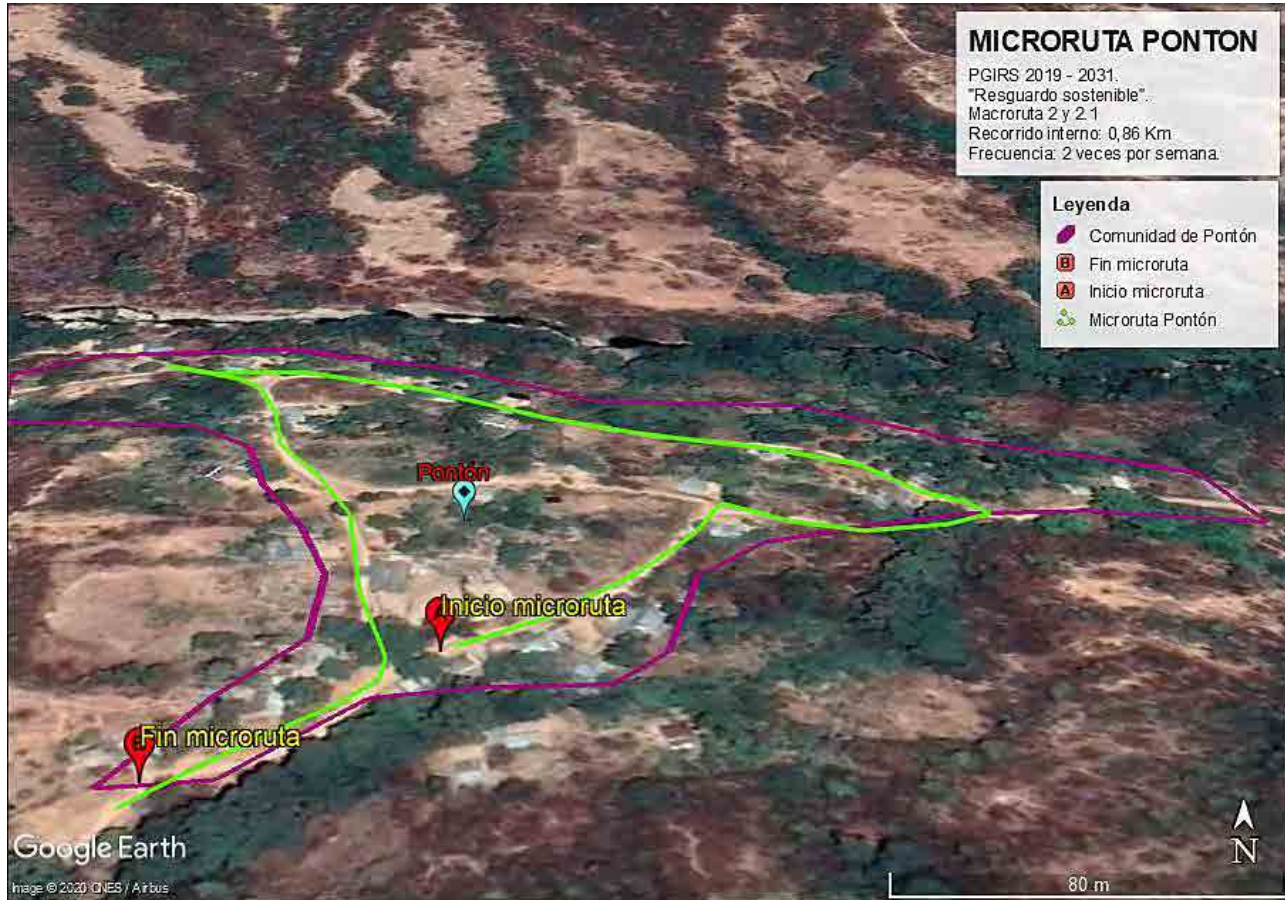 MICRORUTA PONTON
PGIRS 2019 - 2031.
"Resguardo sostenible".
Macroruta 2 y 2.1
Recorrido interno: 0,86 Km
Frecuencia: 2 veces por semana.
Leyenda
Comunidad de Pontón
B Fin microruta
A Inicio microruta
Microruta Pontón
Pontón
Inicio microruta
Fin microruta
Google Earth
Image © 2020 CNES / Airbus
N
80 m